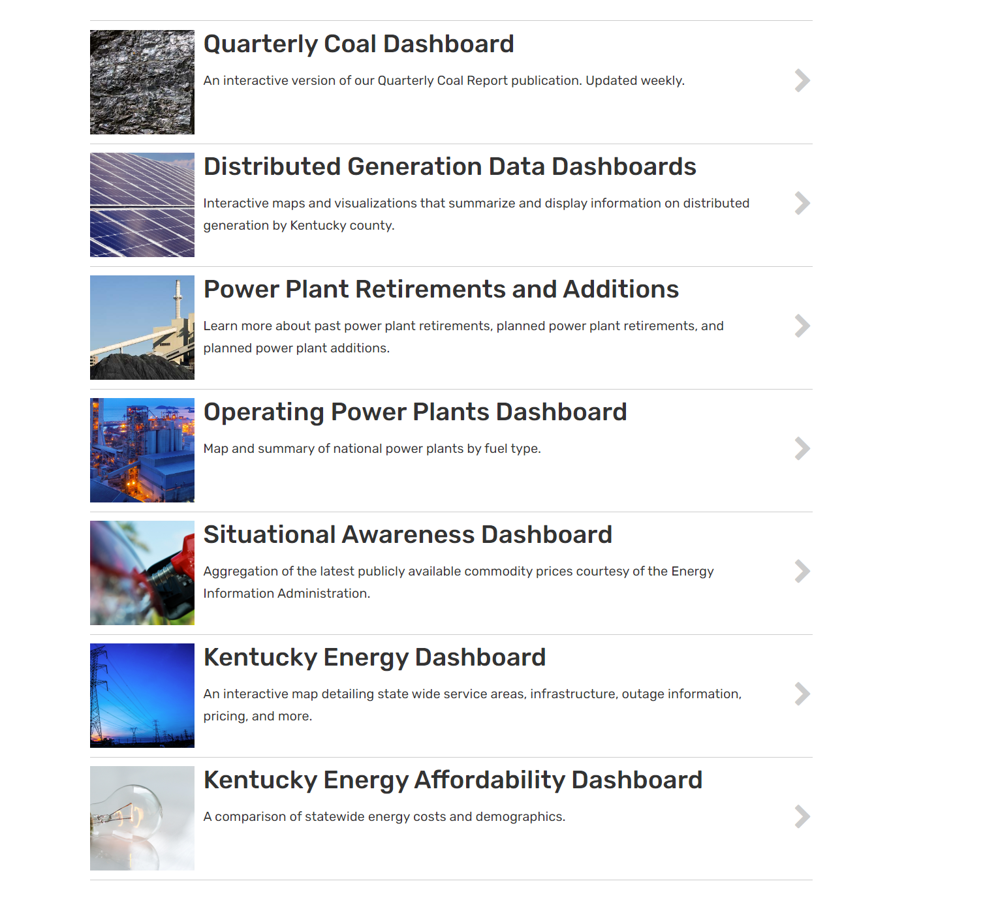 Quarterly Coal Dashboard
An interactive version of our Quarterly Coal Report publication. Updated weekly.
Distributed Generation Data Dashboards
Interactive maps and visualizations that summarize and display information on distributed
generation by Kentucky county.
Power Plant Retirements and Additions
Learn more about past power plant retirements, planned power plant retirements, and
planned power plant additions.
Operating Power Plants Dashboard
Map and summary of national power plants by fuel type.
Situational Awareness Dashboard
Aggregation of the latest publicly available commodity prices courtesy of the Energy
Information Administration.
Kentucky Energy Dashboard
An interactive map detailing state wide service areas, infrastructure, outage information,
pricing, and more.
Kentucky Energy Affordability Dashboard
A comparison of statewide energy costs and demographics.